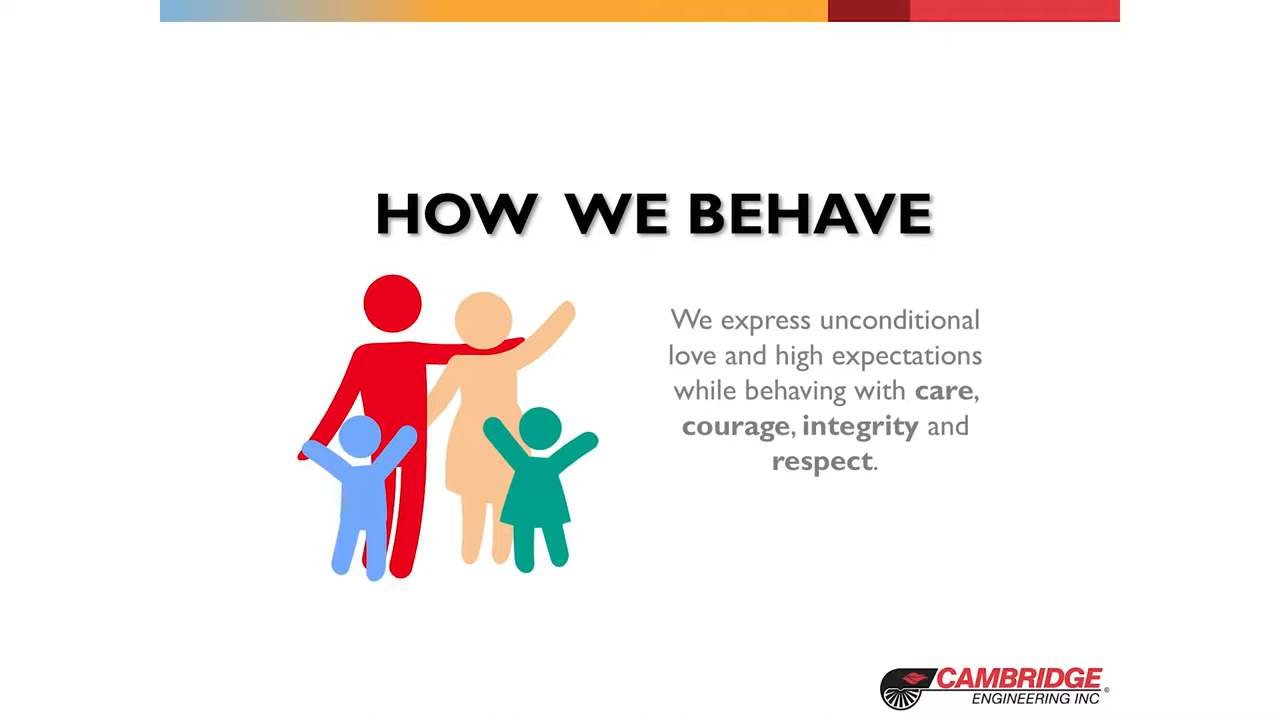 HOW WE BEHAVE
We express unconditional
love and high expectations
while behaving with care,
courage, integrity and
respect.
CAMBRIDGE
ENGINEERING INC
®